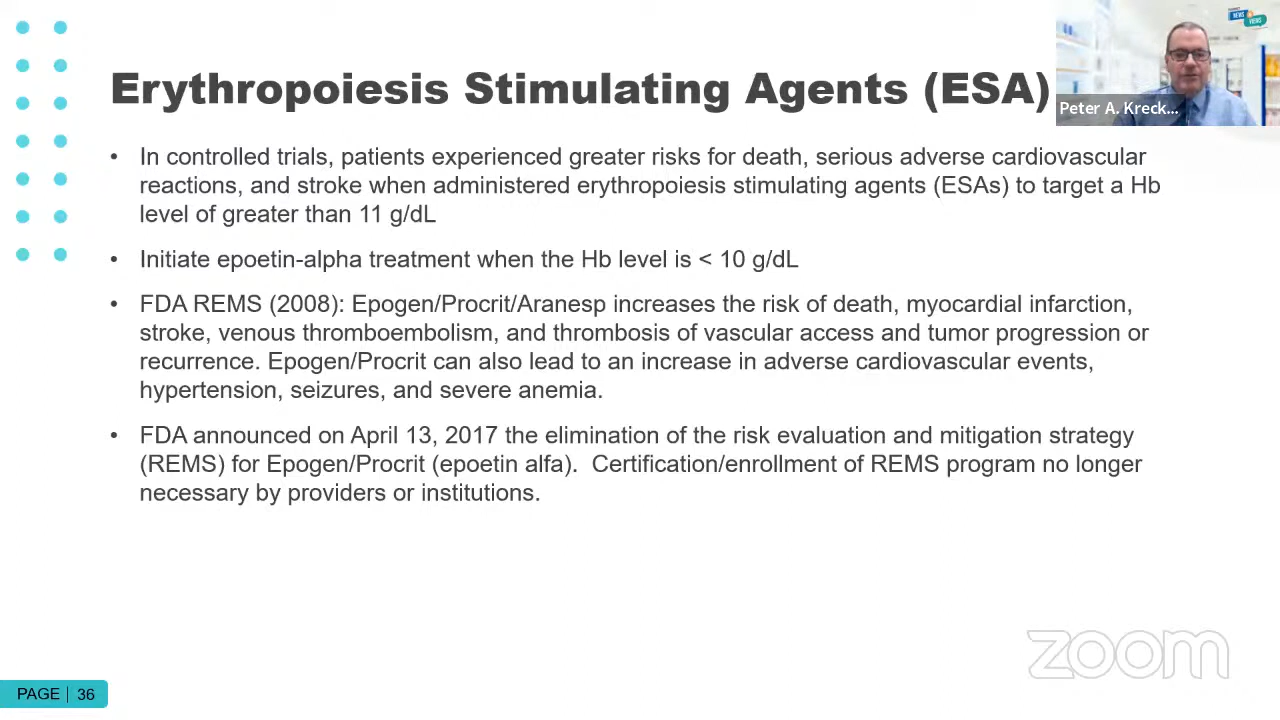 Erythropoiesis Stimulating Agents (ESA)
NEWS
VIEWS
Peter A. Kreck...
• In controlled trials, patients experienced greater risks for death, serious adverse cardiovascular
reactions, and stroke when administered erythropoiesis stimulating agents (ESAs) to target a Hb
level of greater than 11 g/dL
• Initiate epoetin-alpha treatment when the Hb level is < 10 g/dL
• FDA REMS (2008): Epogen/Procrit/Aranesp increases the risk of death, myocardial infarction,
stroke, venous thromboembolism, and thrombosis of vascular access and tumor progression or
recurrence. Epogen/Procrit can also lead to an increase in adverse cardiovascular events,
hypertension, seizures, and severe anemia.
• FDA announced on April 13, 2017 the elimination of the risk evaluation and mitigation strategy
(REMS) for Epogen/Procrit (epoetin alfa).  Certification/enrollment of REMS program no longer
necessary by providers or institutions.
zoom
PAGE | 36